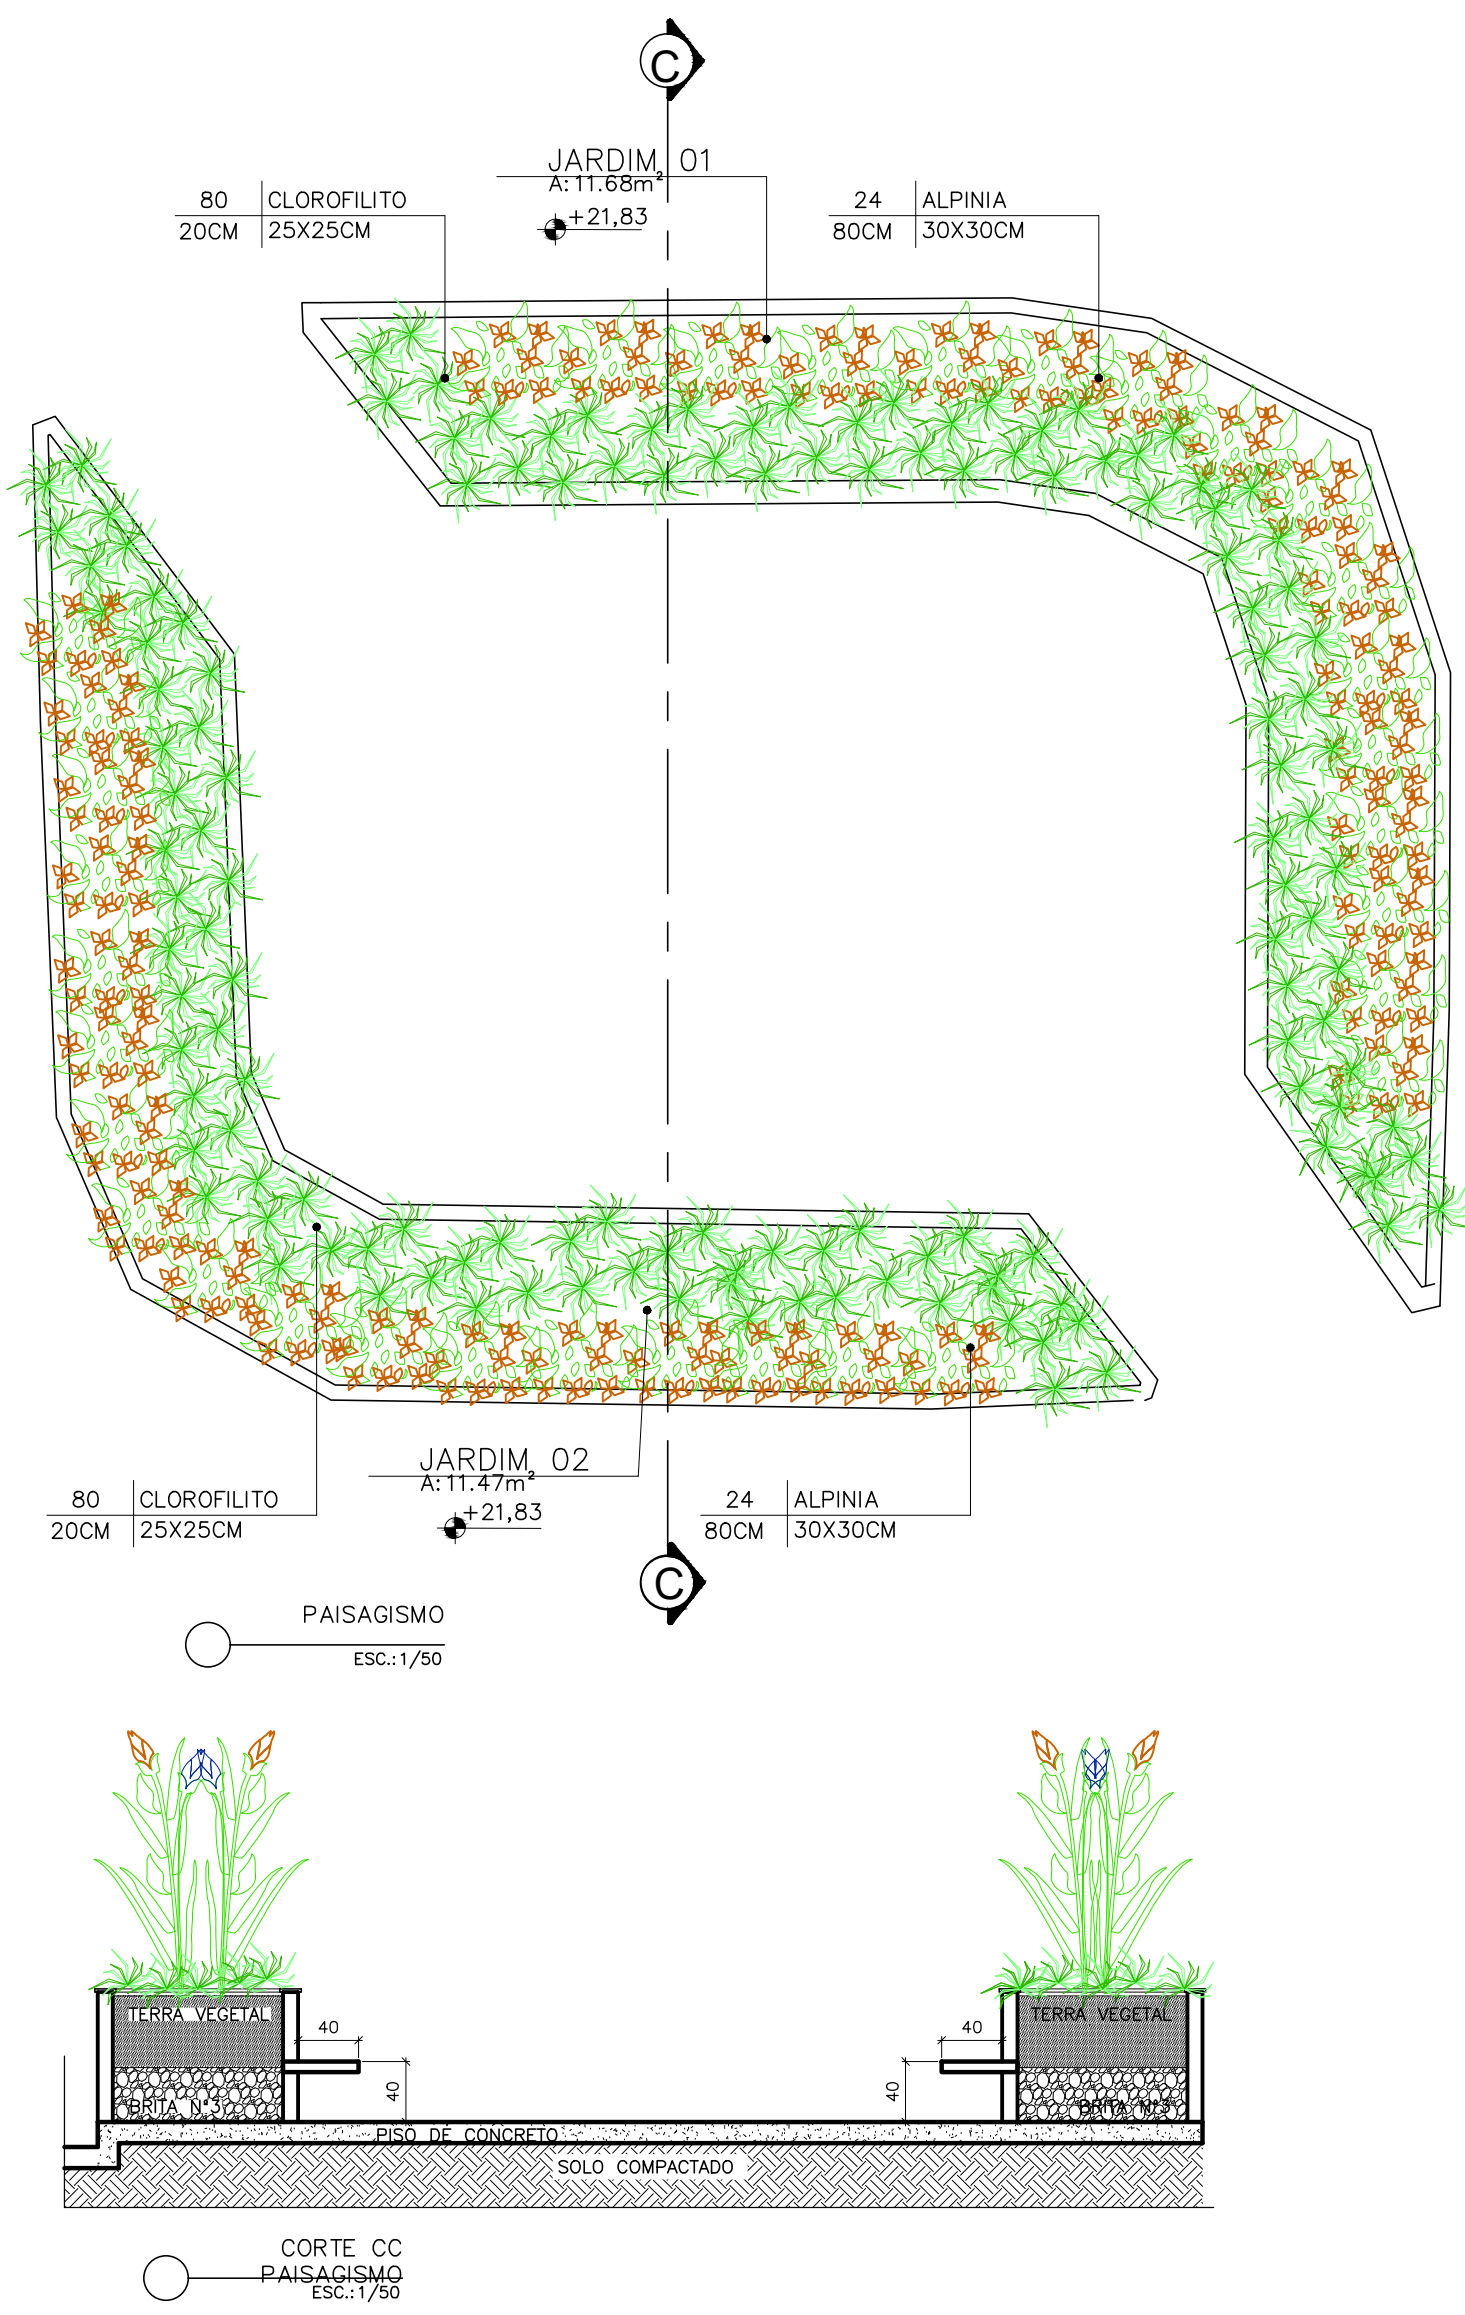 C
JARDIM 01
A: 11.68m²
+21,83
80 CLOROFILITO
20CM 25X25CM
24 ALPINIA
80CM 30X30CM
JARDIM 02
A: 11.47m²
+21,83
80 CLOROFILITO
20CM 25X25CM
24 ALPINIA
80CM 30X30CM
C
PAISAGISMO
ESC.: 1/50
TERRA VEGETAL
TERRA VEGETAL
40
40
40
40
BRITA N°3
BRITA N°3
PISO DE CONCRETO
SOLO COMPACTADO
CORTE CC
PAISAGISMO
ESC.: 1/50